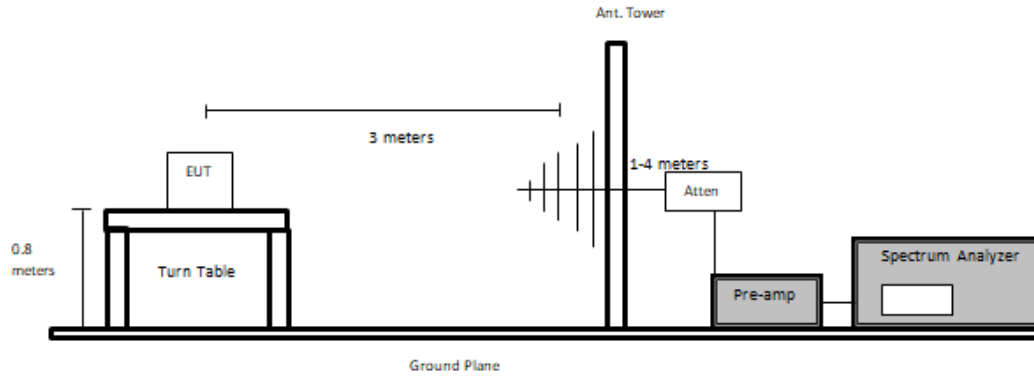 Ant. Tower
3 meters
1-4 meters
EUT
Atten
0.8
meters
Turn Table
Spectrum Analyzer
Pre-amp
Ground Plane